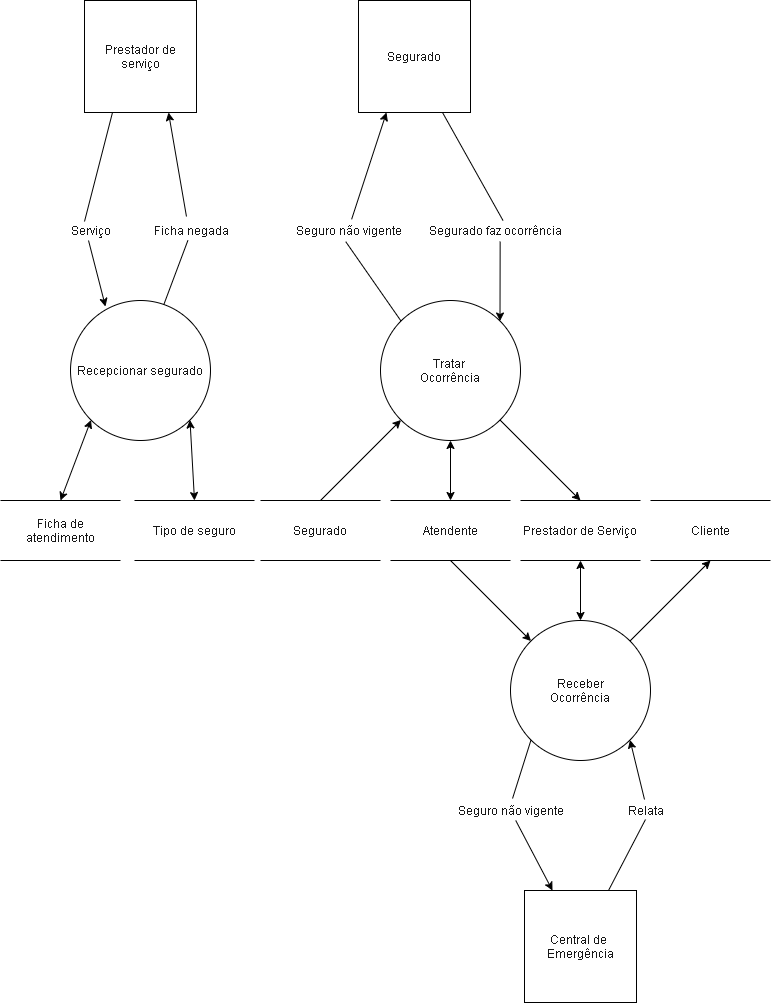 Prestador de
serviço
Segurado
Serviço
Ficha negada
Seguro não vigente
Segurado faz ocorrência
Recepcionar segurado
Tratar
Ocorrência
Ficha de
atendimento
Tipo de seguro
Segurado
Atendente
Prestador de Serviço
Cliente
Receber
Ocorrência
Seguro não vigente
Relata
Central de
Emergência